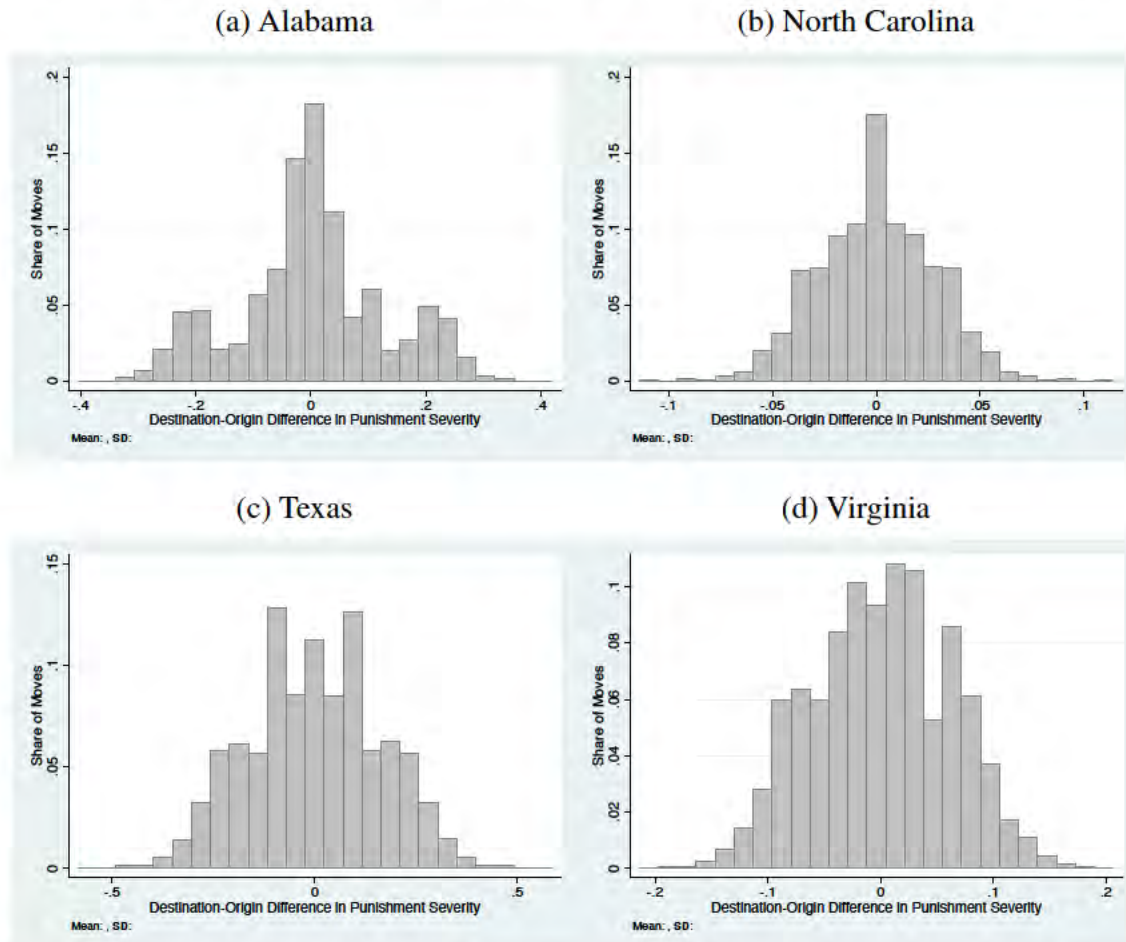 (a) Alabama
.2
.15
.1
.05
0
Share of Moves
-.4
-.2
0
.2
.4
Destination-Origin Difference in Punishment Severity
Mean: , SD:
(b) North Carolina
.2
.15
.1
.05
0
Share of Moves
-.1
-.05
0
.05
.1
Destination-Origin Difference in Punishment Severity
Mean: , SD:
(c) Texas
.15
.1
.05
0
Share of Moves
-.5
0
.5
Destination-Origin Difference in Punishment Severity
Mean: , SD:
(d) Virginia
.1
.08
.06
.04
.02
0
Share of Moves
-.2
-.1
0
.1
.2
Destination-Origin Difference in Punishment Severity
Mean: , SD: